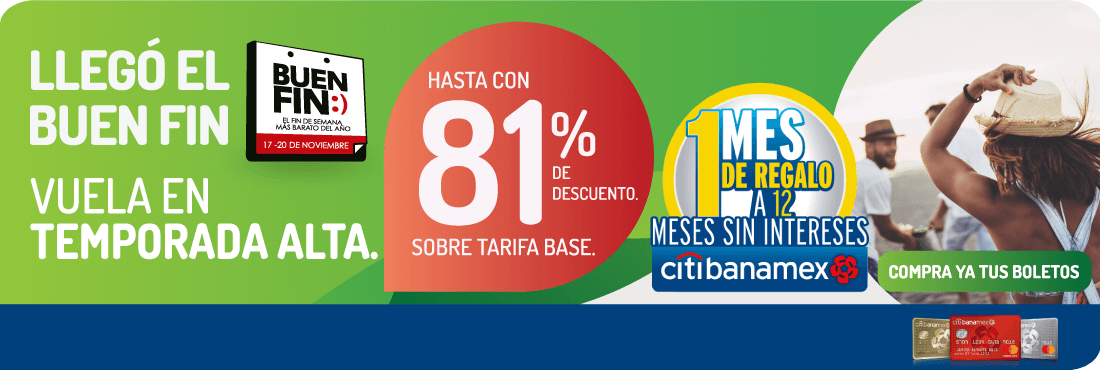 LLEGÓ EL
BUEN FIN
BUEN
FIN:)
EL FIN DE SEMANA
MÁS BARATO DEL AÑO
17 -20 DE NOVIEMBRE
VUELA EN
TEMPORADA ALTA.
HASTA CON
81%
DE
DESCUENTO.
SOBRE TARIFA BASE.
1 MES
DE REGALO
A 12
MESES SIN INTERESES
citibanamex
COMPRA YA TUS BOLETOS
citibanamex